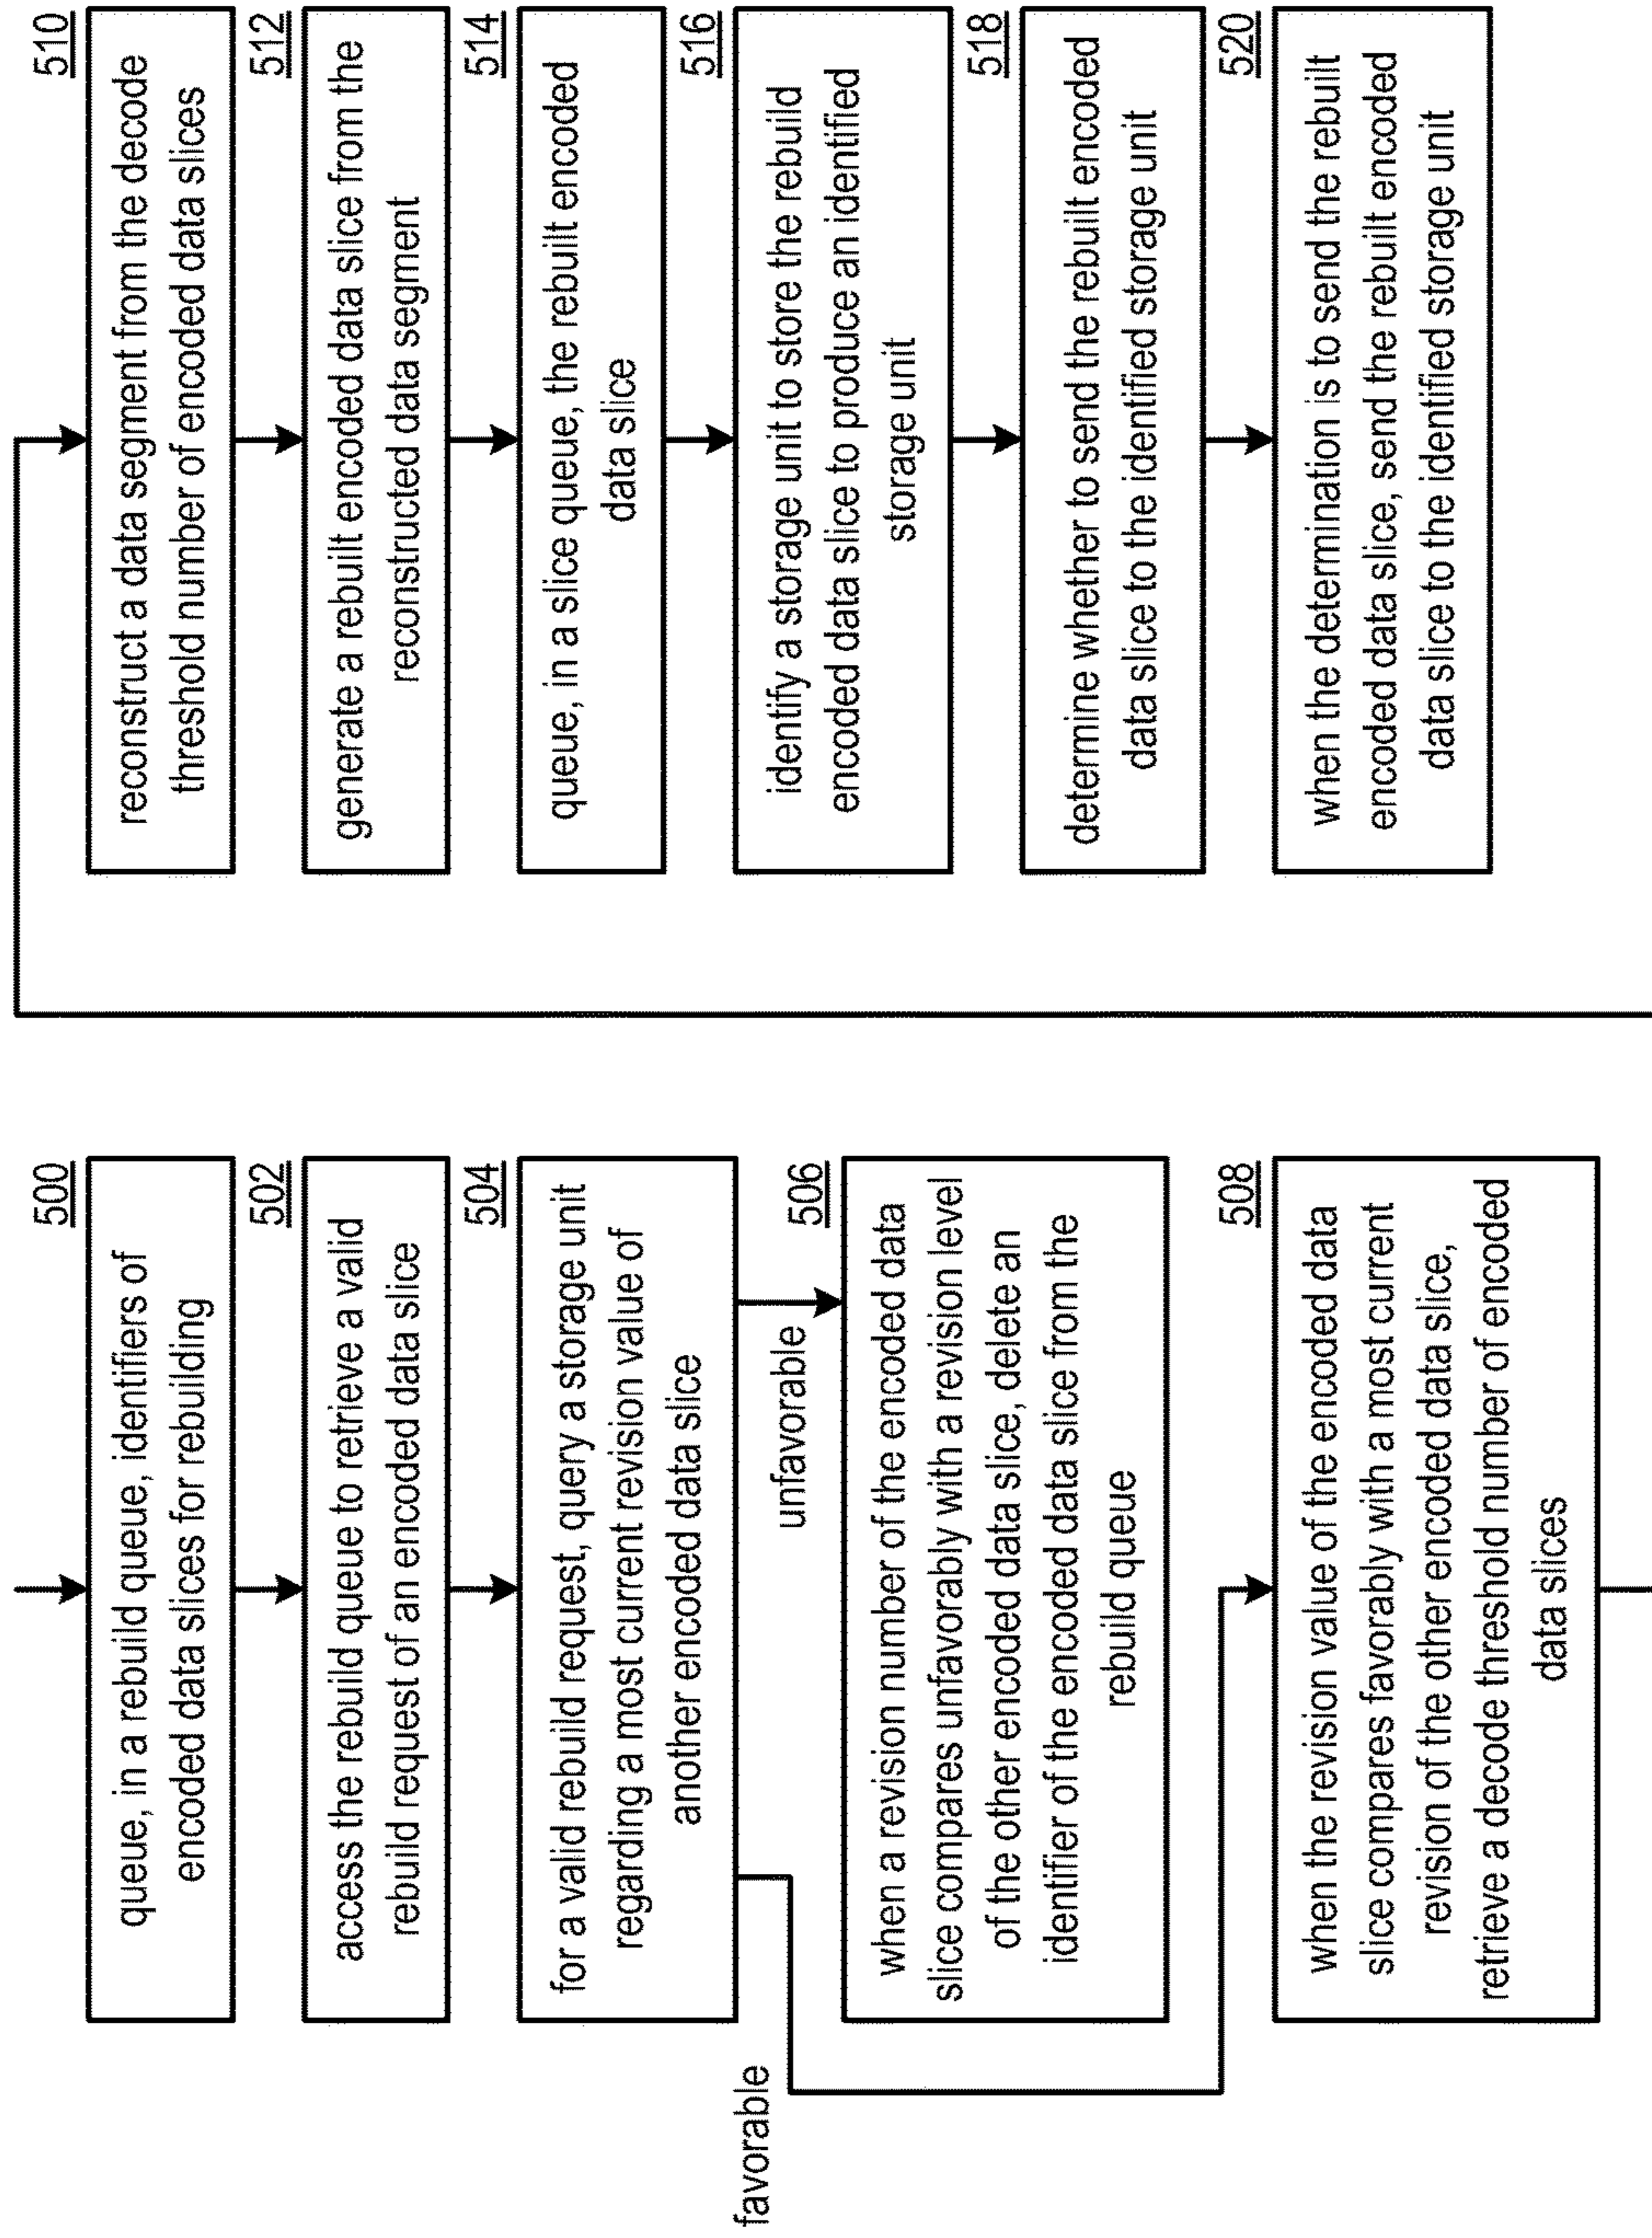 500
queue, in a rebuild queue, identifiers of
encoded data slices for rebuilding
502
access the rebuild queue to retrieve a valid
rebuild request of an encoded data slice
504
for a valid rebuild request, query a storage unit
regarding a most current revision value of
another encoded data slice
unfavorable
506
when a revision number of the encoded data
slice compares unfavorably with a revision level
of the other encoded data slice, delete an
identifier of the encoded data slice from the
rebuild queue
favorable
508
when the revision value of the encoded data
slice compares favorably with a most current
revision of the other encoded data slice,
retrieve a decode threshold number of encoded
data slices
510
reconstruct a data segment from the decode
threshold number of encoded data slices
512
generate a rebuilt encoded data slice from the
reconstructed data segment
514
queue, in a slice queue, the rebuilt encoded
data slice
516
identify a storage unit to store the rebuild
encoded data slice to produce an identified
storage unit
518
determine whether to send the rebuilt encoded
data slice to the identified storage unit
520
when the determination is to send the rebuilt
encoded data slice, send the rebuilt encoded
data slice to the identified storage unit